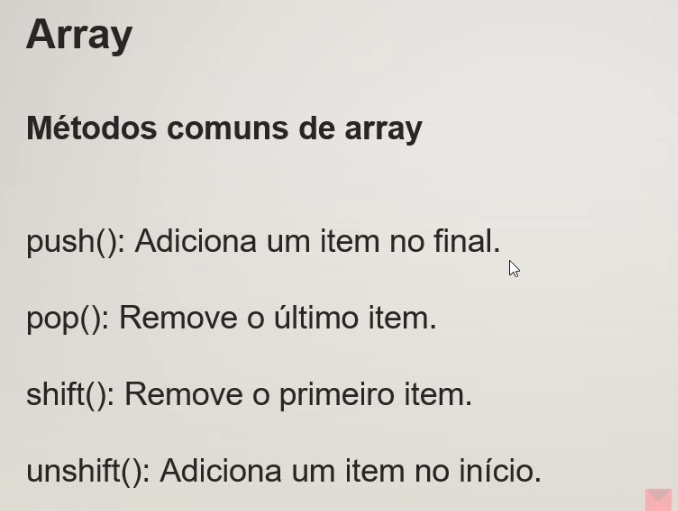 Array
Métodos comuns de array
push(): Adiciona um item no final.
pop(): Remove o último item.
shift(): Remove o primeiro item.
unshift(): Adiciona um item no início.